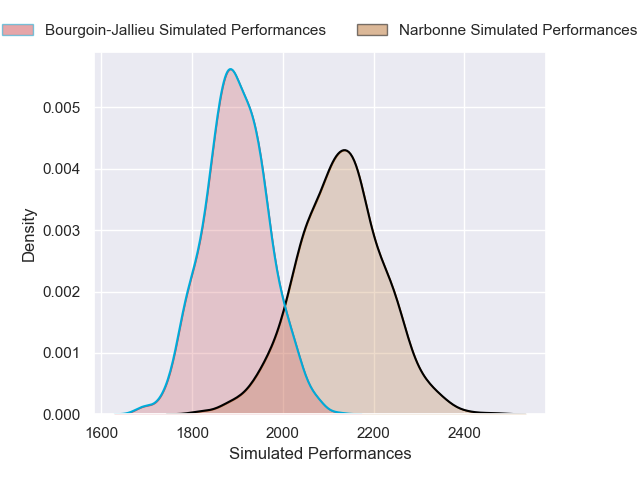 Bourgoin-Jallieu Simulated Performances
Narbonne Simulated Performances
0.005
0.004
0.003
0.002
0.001
0.000
Density
1600
1800
2000
2200
2400
Simulated Performances